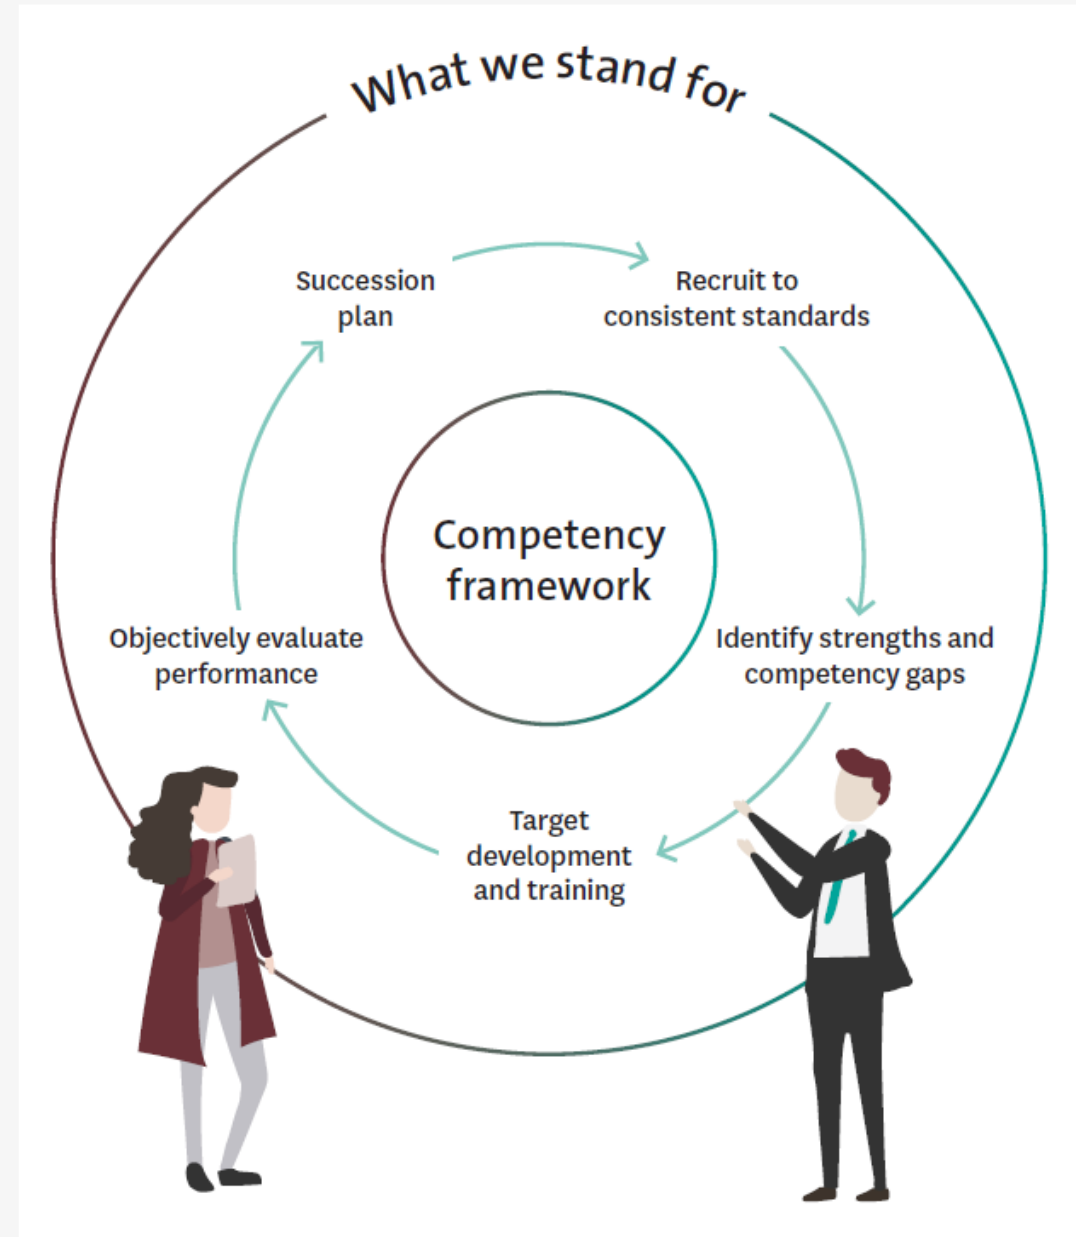 What we stand for
Succession
plan
Recruit to
consistent standards
Competency
framework
Objectively evaluate
performance
Identify strengths and
competency gaps
Target
development
and training